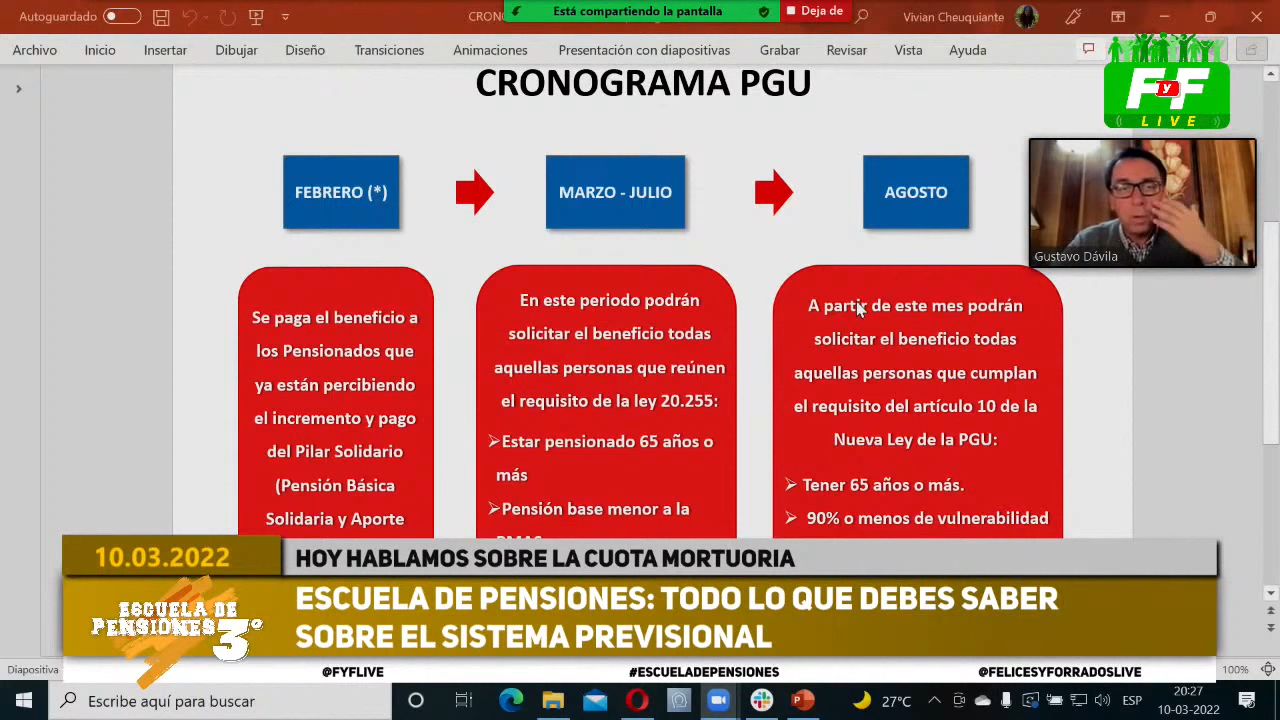 Autoguardado
CRON
Está compartiendo la pantalla
Deja de
Vivian Cheuquiante
Archivo
Inicio
Insertar
Dibujar
Diseño
Transiciones
Animaciones
Presentación con diapositivas
Grabar
Revisar
Vista
Ayuda
CRONOGRAMA PGU
FyF
LIVE
FEBRERO (*)
MARZO - JULIO
AGOSTO
Gustavo Dávila
Se paga el beneficio a
los Pensionados que
ya están percibiendo
el incremento y pago
del Pilar Solidario
(Pensión Básica
Solidaria y Aporte
En este periodo podrán
solicitar el beneficio todas
aquellas personas que reúnen
el requisito de la ley 20.255:
Estar pensionado 65 años o
más
Pensión base menor a la
A partir de este mes podrán
solicitar el beneficio todas
aquellas personas que cumplan
el requisito del artículo 10 de la
Nueva Ley de la PGU:
Tener 65 años o más.
90% o menos de vulnerabilidad
10.03.2022
HOY HABLAMOS SOBRE LA CUOTA MORTUORIA
ESCUELA DE
PENSIONES 3°
ESCUELA DE PENSIONES: TODO LO QUE DEBES SABER
SOBRE EL SISTEMA PREVISIONAL
Diapositiva
@FYFLIVE
#ESCUELADEPENSIONES
@FELICESYFORRADOSLIVE
100%
Escribe aquí para buscar
27°C
ESP
20:27
10-03-2022